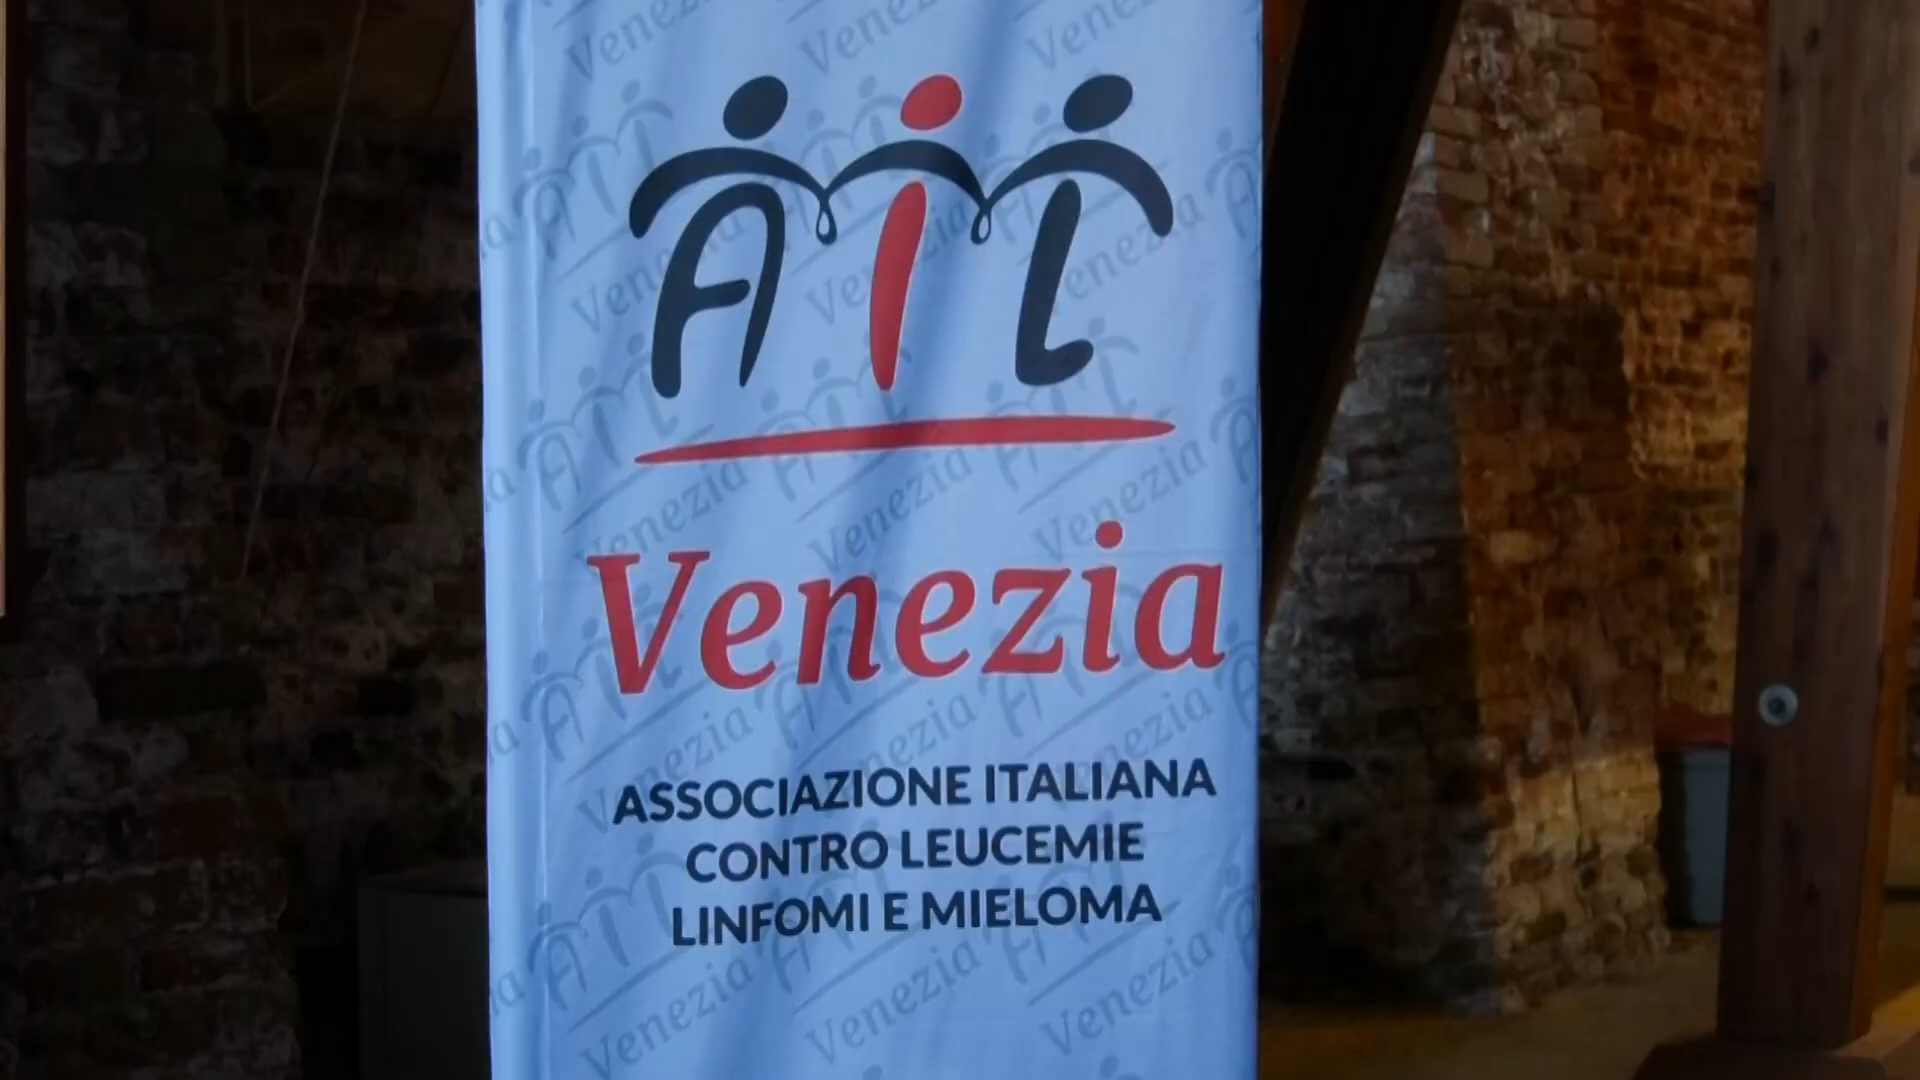 AIL
Venezia
ASSOCIAZIONE ITALIANA
CONTRO LEUCEMIE
LINFOMI E MIELOMA